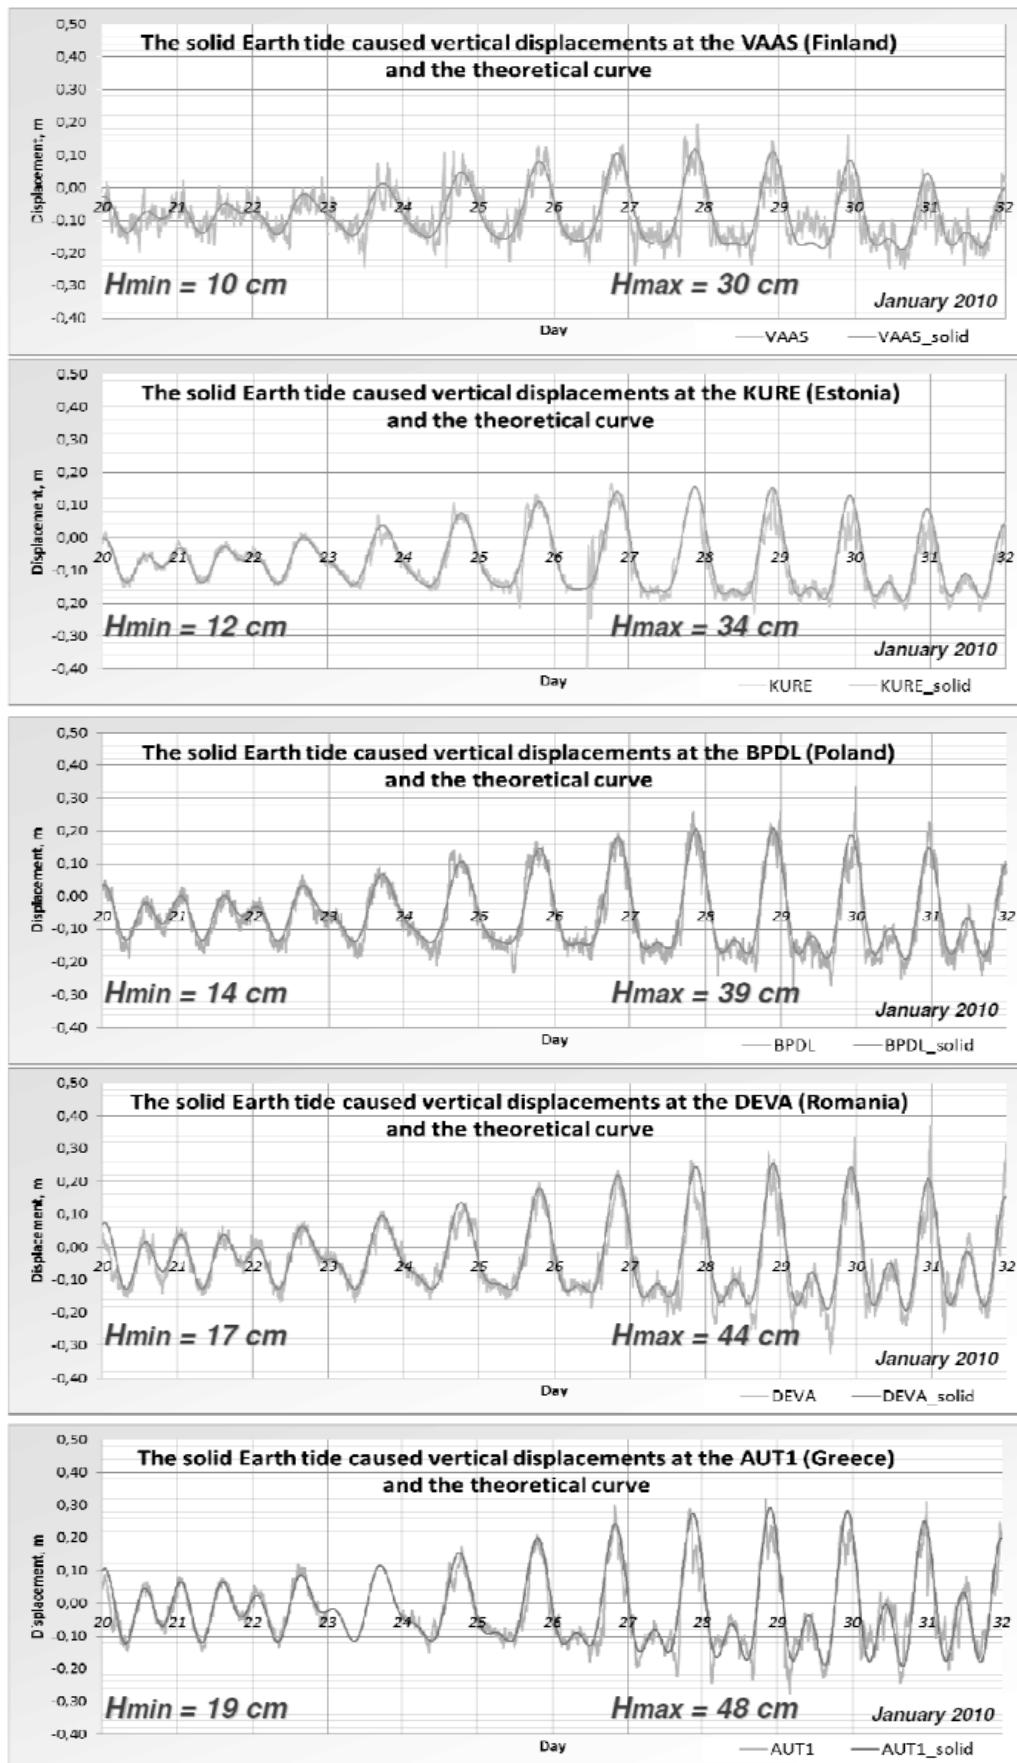 The solid Earth tide caused vertical displacements at the VAAS (Finland)
and the theoretical curve
0,50
0,40
0,30
0,20
0,10
0,00
-0,10
-0,20
-0,30
-0,40
Displacement, m
20 21 22 23 24 25 26 27 28 29 30 31 32
Hmin = 10 cm Hmax = 30 cm
January 2010
Day
VAAS VAAS_solid
The solid Earth tide caused vertical displacements at the KURE (Estonia)
and the theoretical curve
0,50
0,40
0,30
0,20
0,10
0,00
-0,10
0,20
-0,30
-0,40
Displacement, m
20 21 22 23 24 25 26 27 28 29 30 31 32
Hmin = 12 cm Hmax = 34 cm
January 2010
Day
KURE KURE_solid
The solid Earth tide caused vertical displacements at the BPDL (Poland)
and the theoretical curve
0,50
0,40
0,30
0,20
0,10
0,00
-0,10
-0,20
-0,30
-0,40
Displacement, m
20 21 22 23 24 25 26 27 28 29 30 31 32
Hmin = 14 cm Hmax = 39 cm
January 2010
Day
BPDL BPDL_solid
The solid Earth tide caused vertical displacements at the DEVA (Romania)
and the theoretical curve
0,50
0,40
0,30
0,20
0,10
0,00
-0,10
-0,20
-0,30
-0,40
Displacement, m
20 21 22 23 24 25 26 27 28 29 30 31 32
Hmin = 17 cm Hmax = 44 cm
January 2010
Day
DEVA DEVA_solid
The solid Earth tide caused vertical displacements at the AUT1 (Greece)
and the theoretical curve
0,50
0,40
0,30
0,20
0,10
0,00
-0,10
-0,20
-0,30
-0,40
Displacement, m
20 21 22 23 24 25 26 27 28 29 30 31 32
Hmin = 19 cm Hmax = 48 cm
January 2010
Day
AUT1 AUT1_solid